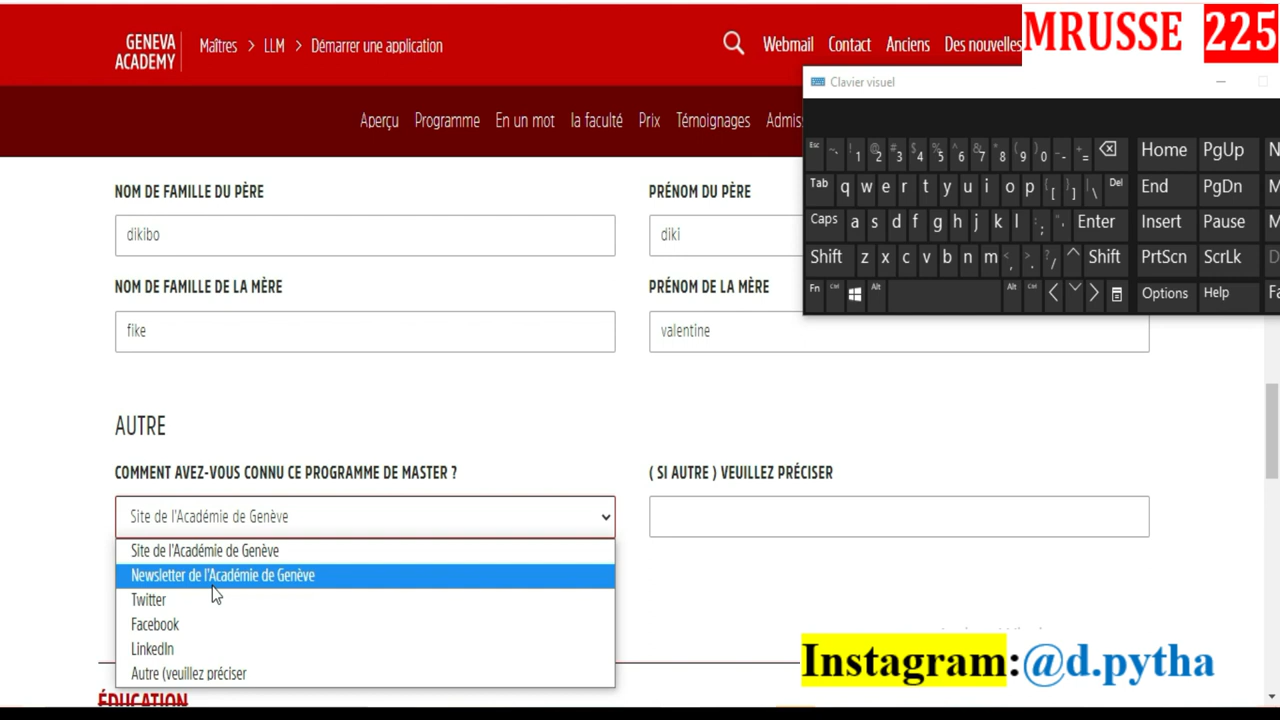 GENEVA
ACADEMY
Maîtres > LLM > Démarrer une application
Webmail Contact Anciens Des nouvelles
MRUSSE 225
Clavier visuel
Aperçu Programme En un mot la faculté Prix Témoignages Admiss
Esc ~ ` ! 1 @ 2 # 3 $ 4 % 5 ^ 6 & 7 * 8 ( 9 ) 0 _ - + = Home PgUp N
Tab q w e r t y u i o p { [ } ] | \ Del End PgDn M
Caps a s d f g h j k l : ; " ' Enter Insert Pause M
Shift z x c v b n m < , > . ? / ^ Shift PrtScn ScrLk D
Fn Ctrl Alt Alt Ctrl < > Options Help Fa
NOM DE FAMILLE DU PÈRE
PRÉNOM DU PÈRE
dikibo
diki
NOM DE FAMILLE DE LA MÈRE
PRÉNOM DE LA MÈRE
fike
valentine
AUTRE
COMMENT AVEZ-VOUS CONNU CE PROGRAMME DE MASTER ?
( SI AUTRE ) VEUILLEZ PRÉCISER
Site de l'Académie de Genève
Site de l'Académie de Genève
Newsletter de l'Académie de Genève
Twitter
Facebook
LinkedIn
Autre (veuillez préciser
Instagram:@d.pytha
ÉDUCATION